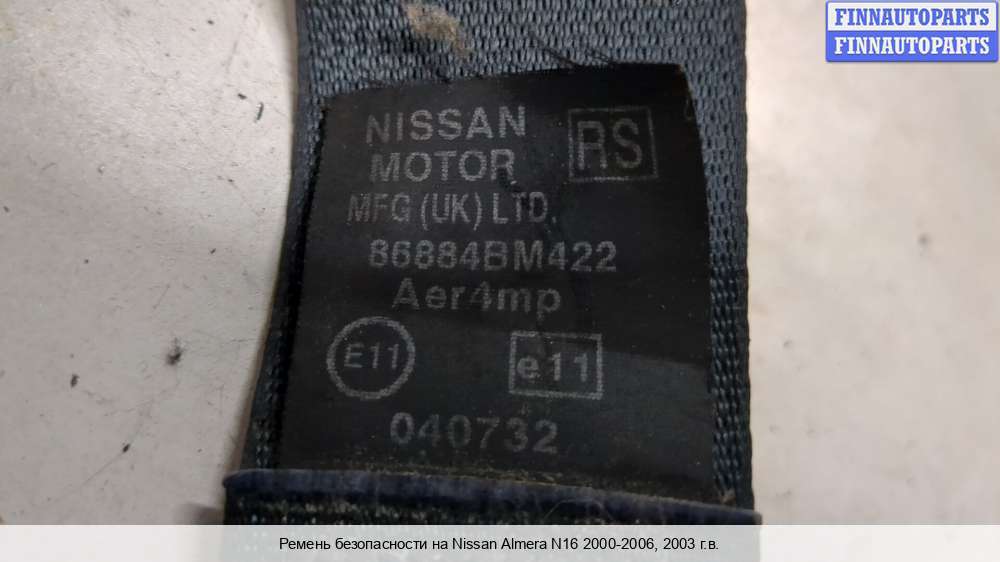 FINNAUTOPARTS
FINNAUTOPARTS
NISSAN
MOTOR
RS
MFG (UK) LTD.
86884BM422
Aer4mp
E11
e11
040732
Ремень безопасности на Nissan Almera N16 2000-2006, 2003 г.в.